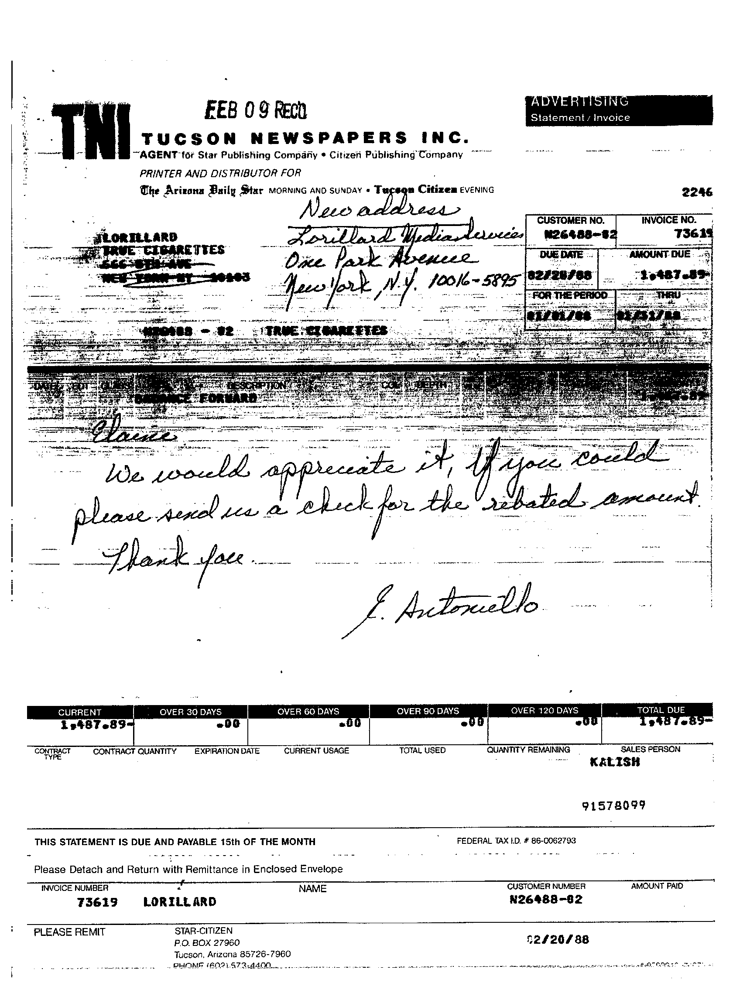 FEB 09 REC'D
ADVERTISING
Statement / Invoice
TNI
TUCSON NEWSPAPERS INC.
AGENT for Star Publishing Company • Citizen Publishing Company
PRINTER AND DISTRIBUTOR FOR
The Arizona Daily Star MORNING AND SUNDAY • Tucson Citizen EVENING
2246
New address
CUSTOMER NO. INVOICE NO.
N26488-02 73619
LORILLARD
TRUE CIGARETTES
Lorillard Media Services
One Park Avenue
New York, N.Y. 10016-5895
DUE DATE AMOUNT DUE
02/20/88 1,487.89-
FOR THE PERIOD THRU
01/01/88 01/31/88
N26488 - 02 TRUE CIGARETTES
DESCRIPTION DEPTH
BALANCE FORWARD 1,487.89-
Elaine
We would appreciate it, if you could
please send us a check for the rebated amount.
Thank you.
J. Antoniello
CURRENT OVER 30 DAYS OVER 60 DAYS OVER 90 DAYS OVER 120 DAYS TOTAL DUE
1,487.89- .00 .00 .00 .00 1,487.89-
CONTRACT TYPE CONTRACT QUANTITY EXPIRATION DATE CURRENT USAGE TOTAL USED QUANTITY REMAINING SALES PERSON
KALISH
91578099
THIS STATEMENT IS DUE AND PAYABLE 15th OF THE MONTH FEDERAL TAX I.D. # 86-0062793
Please Detach and Return with Remittance in Enclosed Envelope
INVOICE NUMBER NAME CUSTOMER NUMBER AMOUNT PAID
73619 LORILLARD N26488-02
PLEASE REMIT STAR-CITIZEN
P.O. BOX 27960
02/20/88
Tucson, Arizona 85726-7960
PHONE (602) 573-4400